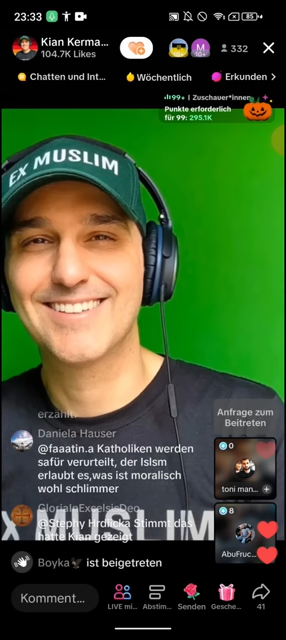 23:33
85
Kian Kerma...
104.7K Likes
M
10+
332
Chatten und Int...
Wöchentlich
Erkunden >
99+ | Zuschauer*innen
Punkte erforderlich
für 99: 295.1K
EX MUSLIM
erzählt.
Daniela Hauser
@faaatin.a Katholiken werden
safür verurteilt, der Islsm
erlaubt es,was ist moralisch
wohl schlimmer
GloriaInExcelsisDeo
@Stephy Hrdlicka Stimmt das
hatte Kian gezeigt
X MUSLIM
Anfrage zum
Beitreten
0
toni man...
8
AbuFruc...
Boyka🦅 ist beigetreten
Komment...
LIVE mi...
Abstim...
Senden
Gesche...
41